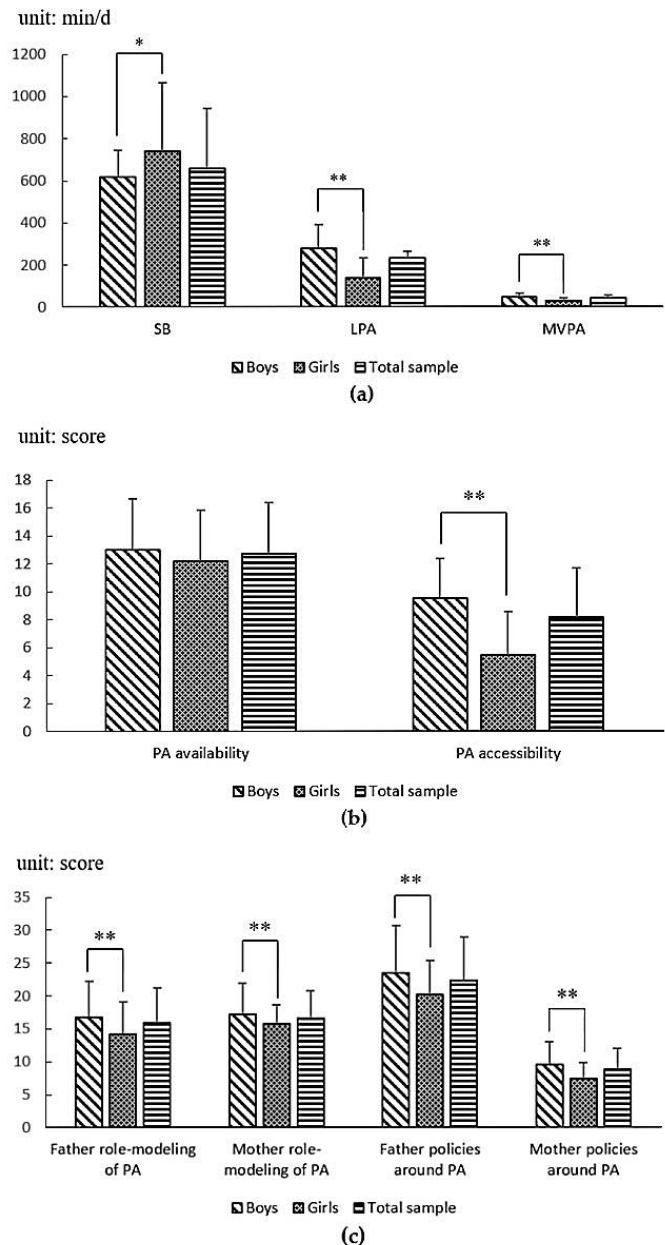 unit: min/d
1200
1000
800
600
400
200
0
*
**
**
SB LPA MVPA
Boys Girls Total sample
(a)
unit: score
18
16
14
12
10
8
6
4
2
0
**
PA availability PA accessibility
Boys Girls Total sample
(b)
unit: score
35
30
25
20
15
10
5
0
**
**
**
**
Father role-modeling Mother role- Father policies Mother policies
of PA modeling of PA around PA around PA
Boys Girls Total sample
(c)